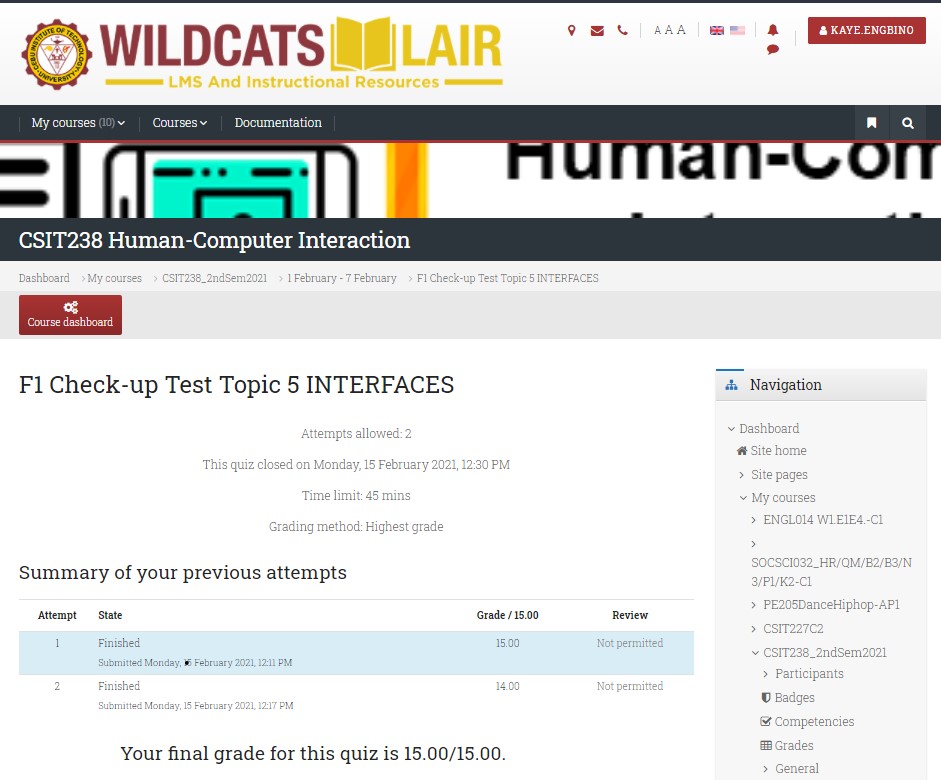 CEBU INSTITUTE OF TECHNOLOGY
UNIVERSITY
WILDCATS LAIR
LMS And Instructional Resources
A A A
KAYE.ENGBINO
My courses (10)
Courses
Documentation
Human-Com
CSIT238 Human-Computer Interaction
Dashboard > My courses > CSIT238_2ndSem2021 > 1 February - 7 February > F1 Check-up Test Topic 5 INTERFACES
Course dashboard
F1 Check-up Test Topic 5 INTERFACES
Attempts allowed: 2
This quiz closed on Monday, 15 February 2021, 12:30 PM
Time limit: 45 mins
Grading method: Highest grade
Summary of your previous attempts
Attempt State Grade / 15.00 Review
1 Finished 15.00 Not permitted
Submitted Monday, February 2021, 12:11 PM
2 Finished 14.00 Not permitted
Submitted Monday, 15 February 2021, 12:17 PM
Your final grade for this quiz is 15.00/15.00.
Navigation
Dashboard
Site home
Site pages
My courses
ENGL014 W1.E1E4.-C1
SOCSCI032_HR/QM/B2/B3/N
3/P1/K2-C1
PE205DanceHiphop-AP1
CSIT227C2
CSIT238_2ndSem2021
Participants
Badges
Competencies
Grades
General